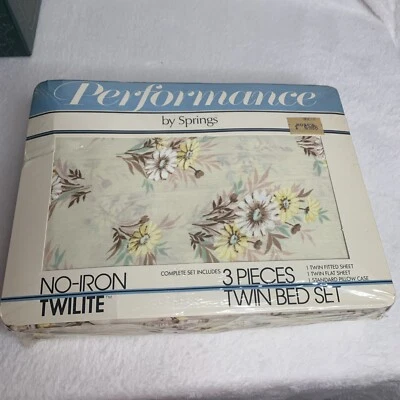 Performance
by Springs
NO-IRON
TWILITE™
COMPLETE SET INCLUDES
3 PIECES
TWIN BED SET
1 TWIN FITTED SHEET
1 TWIN FLAT SHEET
1 STANDARD PILLOW CASE